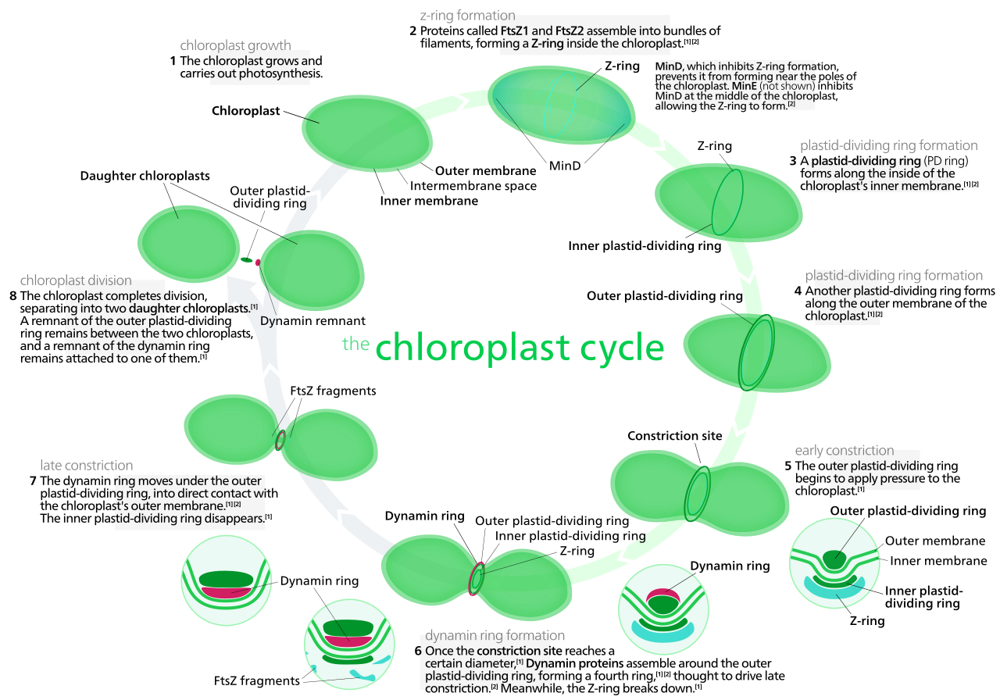 the chloroplast cycle
chloroplast growth
1 The chloroplast grows and
carries out photosynthesis.
Chloroplast
Outer membrane
Intermembrane space
Inner membrane
z-ring formation
2 Proteins called FtsZ1 and FtsZ2 assemble into bundles of
filaments, forming a Z-ring inside the chloroplast.[1][2]
Z-ring
MinD, which inhibits Z-ring formation,
prevents it from forming near the poles of
the chloroplast. MinE (not shown) inhibits
MinD at the middle of the chloroplast,
allowing the Z-ring to form.[2]
MinD
plastid-dividing ring formation
3 A plastid-dividing ring (PD ring)
forms along the inside of the
chloroplast's inner membrane.[1][2]
Z-ring
Inner plastid-dividing ring
plastid-dividing ring formation
4 Another plastid-dividing ring forms
along the outer membrane of the
chloroplast.[1][2]
Outer plastid-dividing ring
early constriction
5 The outer plastid-dividing ring
begins to apply pressure to the
chloroplast.[1]
Constriction site
Outer plastid-dividing ring
Outer membrane
Inner membrane
Inner plastid-
dividing ring
Z-ring
dynamin ring formation
6 Once the constriction site reaches a
certain diameter,[1] Dynamin proteins assemble around the outer
plastid-dividing ring, forming a fourth ring,[1][2] thought to drive late
constriction.[2] Meanwhile, the Z-ring breaks down.[1]
Dynamin ring
Outer plastid-dividing ring
Inner plastid-dividing ring
Z-ring
Dynamin ring
late constriction
7 The dynamin ring moves under the outer
plastid-dividing ring, into direct contact with
the chloroplast's outer membrane.[1][2]
The inner plastid-dividing ring disappears.[1]
FtsZ fragments
Dynamin ring
FtsZ fragments
chloroplast division
8 The chloroplast completes division,
separating into two daughter chloroplasts.[1]
A remnant of the outer plastid-dividing
ring remains between the two chloroplasts,
and a remnant of the dynamin ring
remains attached to one of them.[1]
Daughter chloroplasts
Outer plastid-
dividing ring
Dynamin remnant